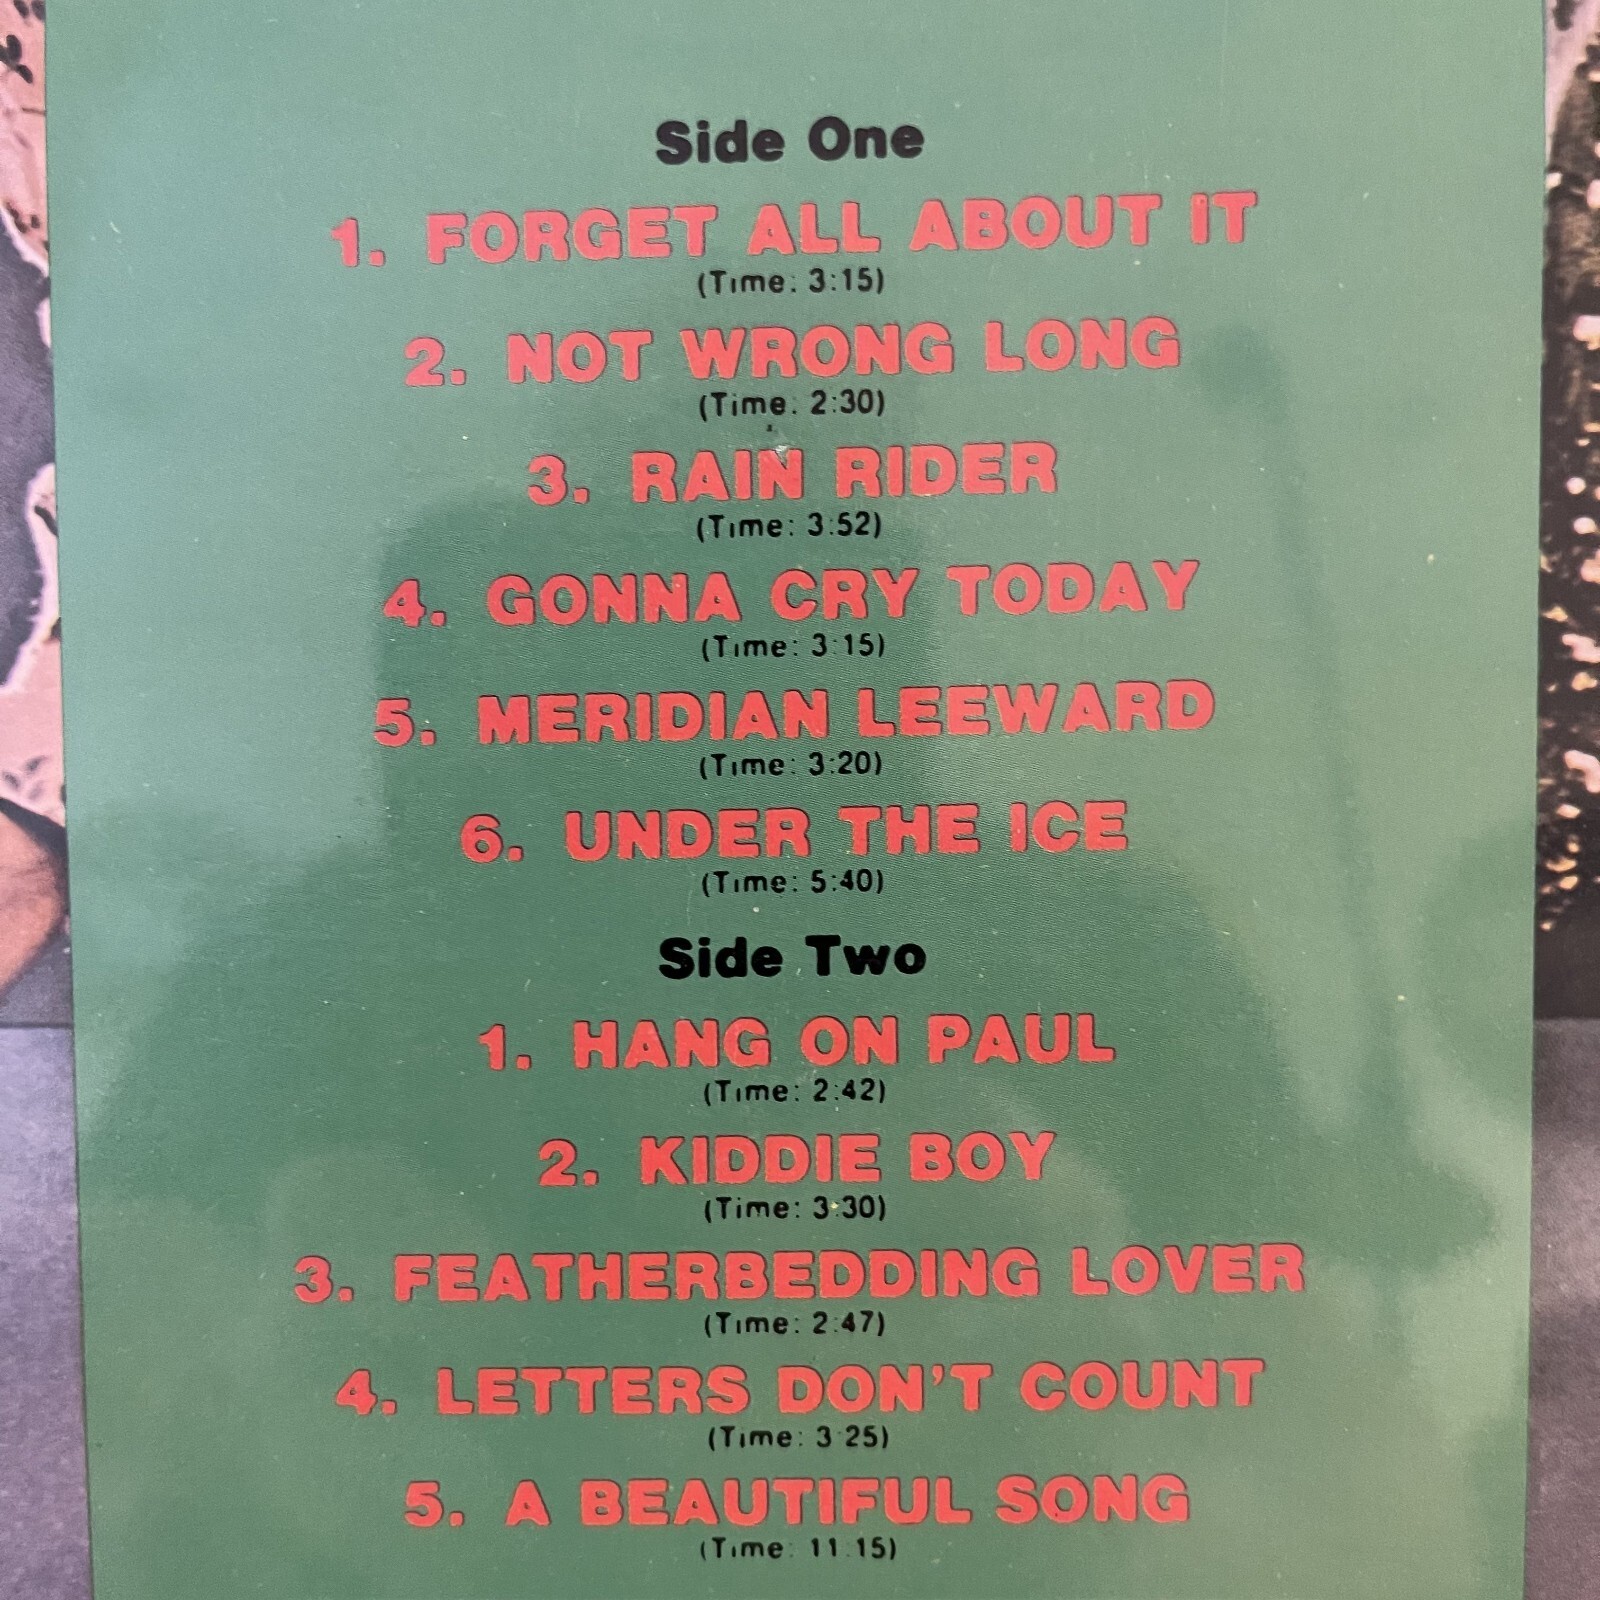 Side One
1. FORGET ALL ABOUT IT
(Time: 3:15)
2. NOT WRONG LONG
(Time: 2:30)
3. RAIN RIDER
(Time: 3:52)
4. GONNA CRY TODAY
(Time: 3:15)
5. MERIDIAN LEEWARD
(Time: 3:20)
6. UNDER THE ICE
(Time: 5:40)
Side Two
1. HANG ON PAUL
(Time: 2:42)
2. KIDDIE BOY
(Time: 3:30)
3. FEATHERBEDDING LOVER
(Time: 2:47)
4. LETTERS DON'T COUNT
(Time: 3:25)
5. A BEAUTIFUL SONG
(Time: 11.15)